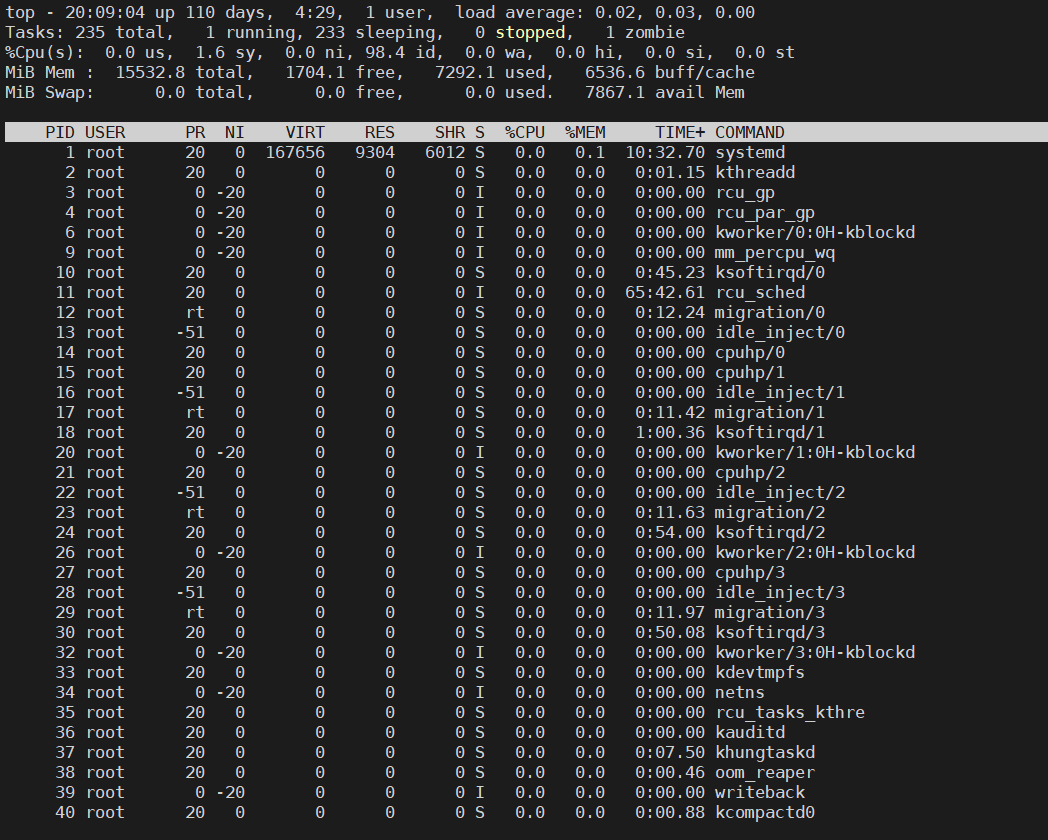 top - 20:09:04 up 110 days,  4:29,  1 user,  load average: 0.02, 0.03, 0.00
Tasks: 235 total,   1 running, 233 sleeping,   0 stopped,   1 zombie
%Cpu(s):  0.0 us,  1.6 sy,  0.0 ni, 98.4 id,  0.0 wa,  0.0 hi,  0.0 si,  0.0 st
MiB Mem :  15532.8 total,   1704.1 free,   7292.1 used,   6536.6 buff/cache
MiB Swap:      0.0 total,      0.0 free,      0.0 used.   7867.1 avail Mem
    PID USER      PR  NI    VIRT    RES    SHR S  %CPU  %MEM     TIME+ COMMAND
      1 root      20   0  167656   9304   6012 S   0.0   0.1  10:32.70 systemd
      2 root      20   0       0      0      0 S   0.0   0.0   0:01.15 kthreadd
      3 root       0 -20       0      0      0 I   0.0   0.0   0:00.00 rcu_gp
      4 root       0 -20       0      0      0 I   0.0   0.0   0:00.00 rcu_par_gp
      6 root       0 -20       0      0      0 I   0.0   0.0   0:00.00 kworker/0:0H-kblockd
      9 root       0 -20       0      0      0 I   0.0   0.0   0:00.00 mm_percpu_wq
     10 root      20   0       0      0      0 S   0.0   0.0   0:45.23 ksoftirqd/0
     11 root      20   0       0      0      0 I   0.0   0.0  65:42.61 rcu_sched
     12 root      rt   0       0      0      0 S   0.0   0.0   0:12.24 migration/0
     13 root     -51   0       0      0      0 S   0.0   0.0   0:00.00 idle_inject/0
     14 root      20   0       0      0      0 S   0.0   0.0   0:00.00 cpuhp/0
     15 root      20   0       0      0      0 S   0.0   0.0   0:00.00 cpuhp/1
     16 root     -51   0       0      0      0 S   0.0   0.0   0:00.00 idle_inject/1
     17 root      rt   0       0      0      0 S   0.0   0.0   0:11.42 migration/1
     18 root      20   0       0      0      0 S   0.0   0.0   1:00.36 ksoftirqd/1
     20 root       0 -20       0      0      0 I   0.0   0.0   0:00.00 kworker/1:0H-kblockd
     21 root      20   0       0      0      0 S   0.0   0.0   0:00.00 cpuhp/2
     22 root     -51   0       0      0      0 S   0.0   0.0   0:00.00 idle_inject/2
     23 root      rt   0       0      0      0 S   0.0   0.0   0:11.63 migration/2
     24 root      20   0       0      0      0 S   0.0   0.0   0:54.00 ksoftirqd/2
     26 root       0 -20       0      0      0 I   0.0   0.0   0:00.00 kworker/2:0H-kblockd
     27 root      20   0       0      0      0 S   0.0   0.0   0:00.00 cpuhp/3
     28 root     -51   0       0      0      0 S   0.0   0.0   0:00.00 idle_inject/3
     29 root      rt   0       0      0      0 S   0.0   0.0   0:11.97 migration/3
     30 root      20   0       0      0      0 S   0.0   0.0   0:50.08 ksoftirqd/3
     32 root       0 -20       0      0      0 I   0.0   0.0   0:00.00 kworker/3:0H-kblockd
     33 root      20   0       0      0      0 S   0.0   0.0   0:00.00 kdevtmpfs
     34 root       0 -20       0      0      0 I   0.0   0.0   0:00.00 netns
     35 root      20   0       0      0      0 S   0.0   0.0   0:00.00 rcu_tasks_kthre
     36 root      20   0       0      0      0 S   0.0   0.0   0:00.00 kauditd
     37 root      20   0       0      0      0 S   0.0   0.0   0:07.50 khungtaskd
     38 root      20   0       0      0      0 S   0.0   0.0   0:00.46 oom_reaper
     39 root       0 -20       0      0      0 I   0.0   0.0   0:00.00 writeback
     40 root      20   0       0      0      0 S   0.0   0.0   0:00.88 kcompactd0